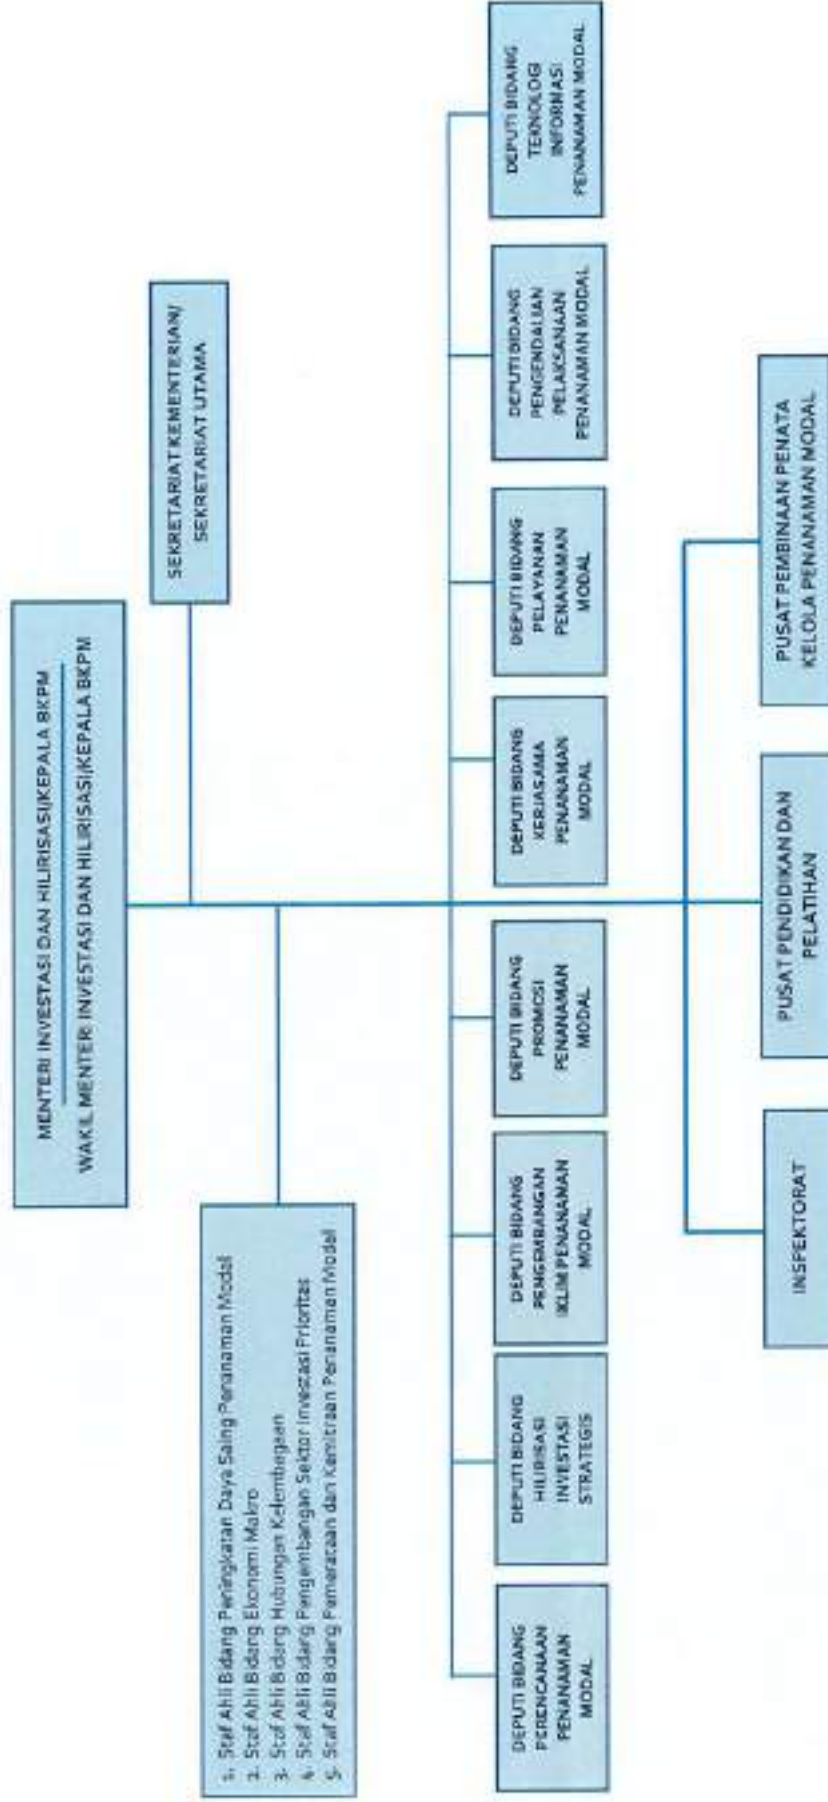 MENTERI INVESTASI DAN HILIRISASI/KEPALA BKPM
WAKIL MENTERI INVESTASI DAN HILIRISASI/KEPALA BKPM
SEKRETARIAT KEMENTERIAN/
SEKRETARIAT UTAMA
1. Staf Ahli Bidang Peningkatan Daya Saing Penanaman Modal
2. Staf Ahli Bidang Ekonomi Makro
3. Staf Ahli Bidang Hubungan Kelembagaan
4. Staf Ahli Bidang Pengembangan Sektor Investasi Prioritas
5. Staf Ahli Bidang Pemerataan dan Kemitraan Penanaman Modal
DEPUTI BIDANG
PERENCANAAN
PENANAMAN
MODAL
DEPUTI BIDANG
HILIRISASI
INVESTASI
STRATEGIS
DEPUTI BIDANG
PENGEMBANGAN
IKLIM PENANAMAN
MODAL
DEPUTI BIDANG
PROMOSI
PENANAMAN
MODAL
DEPUTI BIDANG
KERJASAMA
PENANAMAN
MODAL
DEPUTI BIDANG
PELAYANAN
PENANAMAN
MODAL
DEPUTI BIDANG
PENGENDALIAN
PELAKSANAAN
PENANAMAN MODAL
DEPUTI BIDANG
TEKNOLOGI
INFORMASI
PENANAMAN MODAL
INSPEKTORAT
PUSAT PENDIDIKAN DAN
PELATIHAN
PUSAT PEMBINAAN PENATA
KELOLA PENANAMAN MODAL